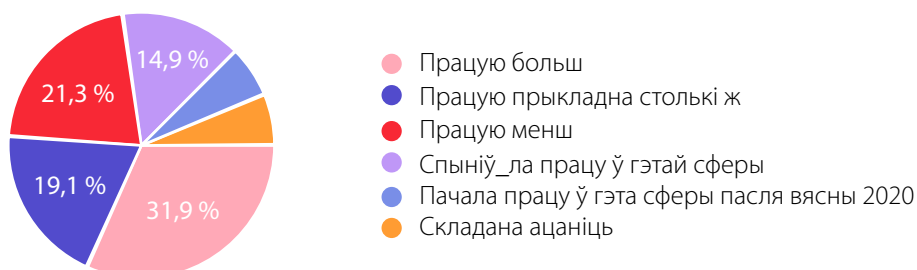 14,9 %
21,3 %
19,1 %
31,9 %
Працую больш
Працую прыкладна столькі ж
Працую менш
Спыніў_ла працу ў гэтай сферы
Пачала працу ў гэта сферы пасля вясны 2020
Складана ацаніць